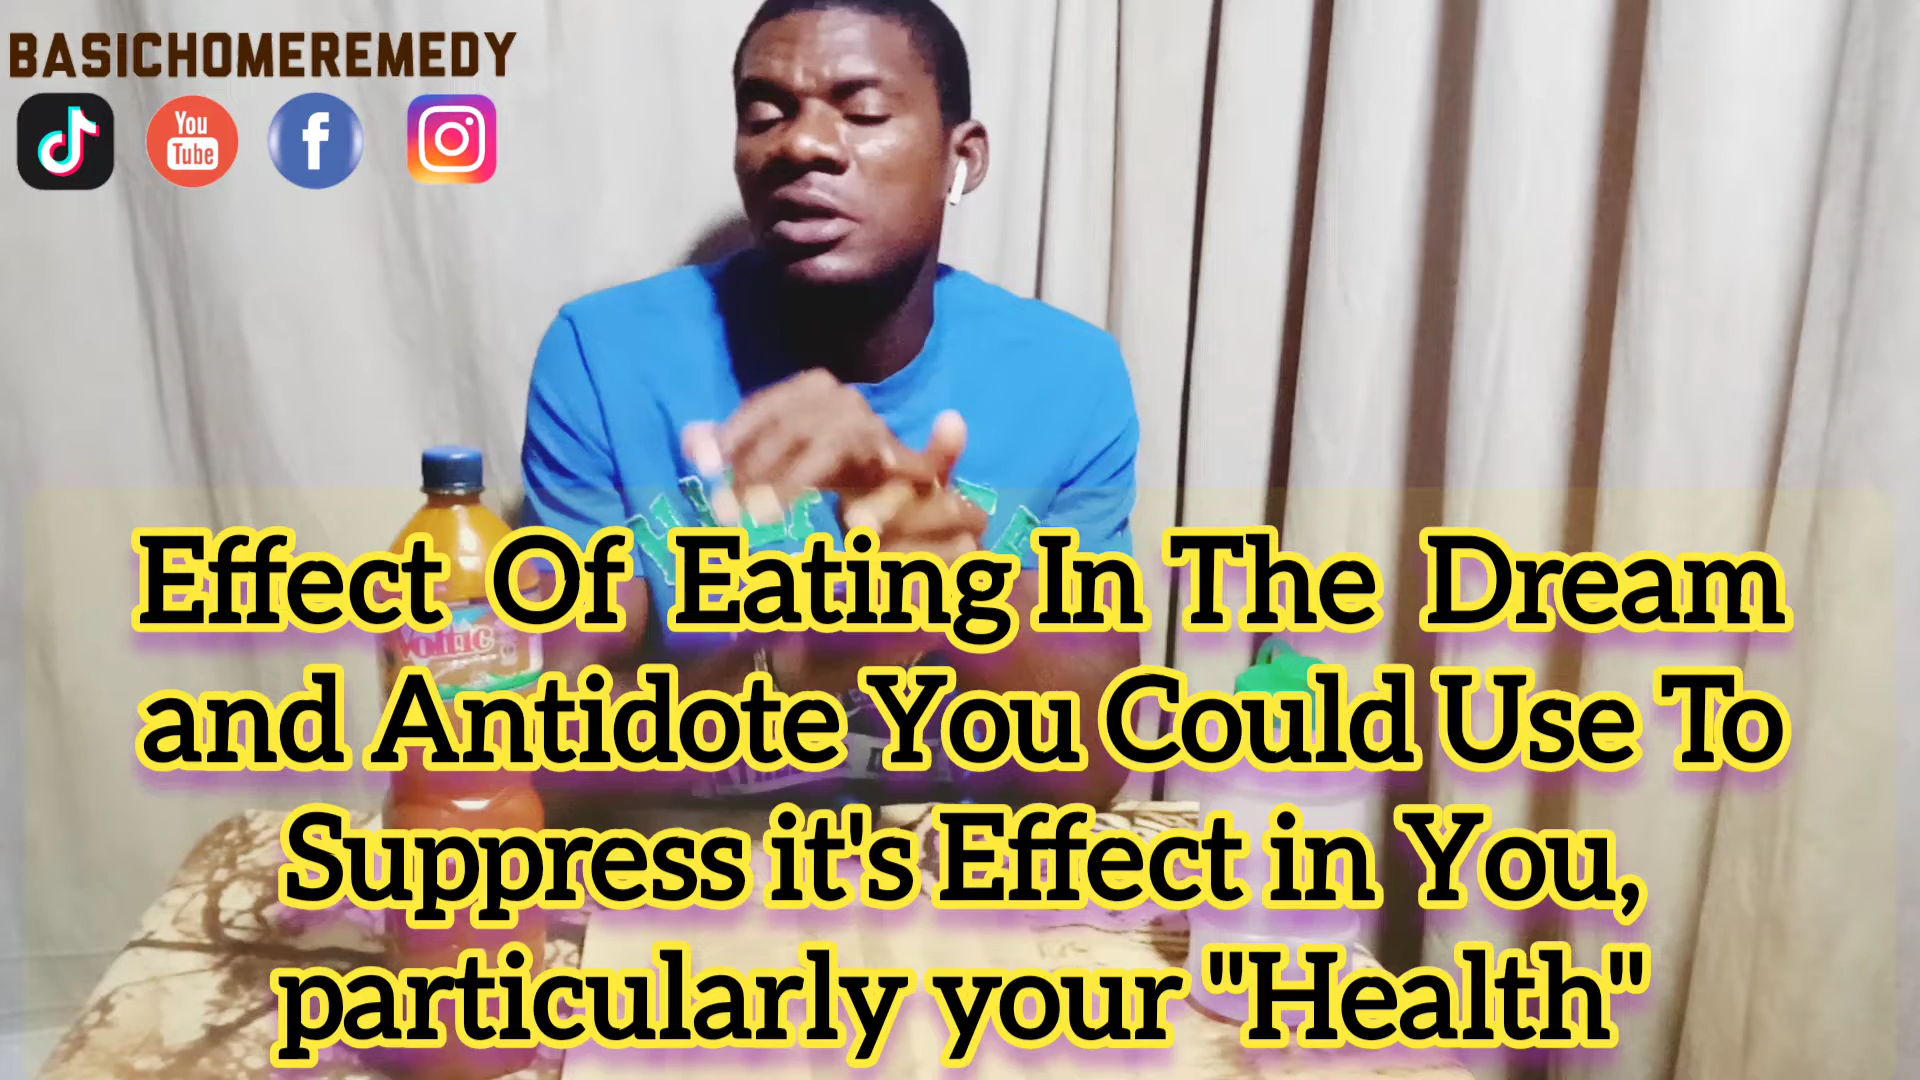 BASICHOMEREMEDY
You
Tube
Voltic
Effect Of Eating In The Dream
and Antidote You Could Use To
Suppress it's Effect in You,
particularly your "Health"